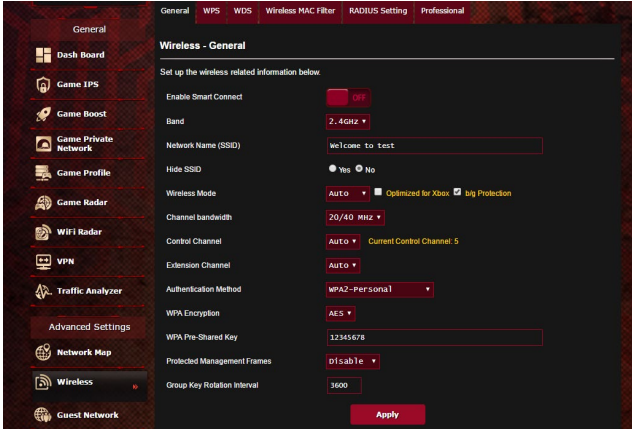 General WPS WDS Wireless MAC Filter RADIUS Setting Professional
General
Dash Board
Game IPS
Game Boost
Game Private
Network
Game Profile
Game Radar
WiFi Radar
VPN
Traffic Analyzer
Advanced Settings
Network Map
Wireless »
Guest Network
Wireless - General
Set up the wireless related information below.
Enable Smart Connect OFF
Band 2.4GHz
Network Name (SSID) Welcome to test
Hide SSID Yes No
Wireless Mode Auto Optimized for Xbox b/g Protection
Channel bandwidth 20/40 MHz
Control Channel Auto Current Control Channel: 5
Extension Channel Auto
Authentication Method WPA2-Personal
WPA Encryption AES
WPA Pre-Shared Key 12345678
Protected Management Frames Disable
Group Key Rotation Interval 3600
Apply